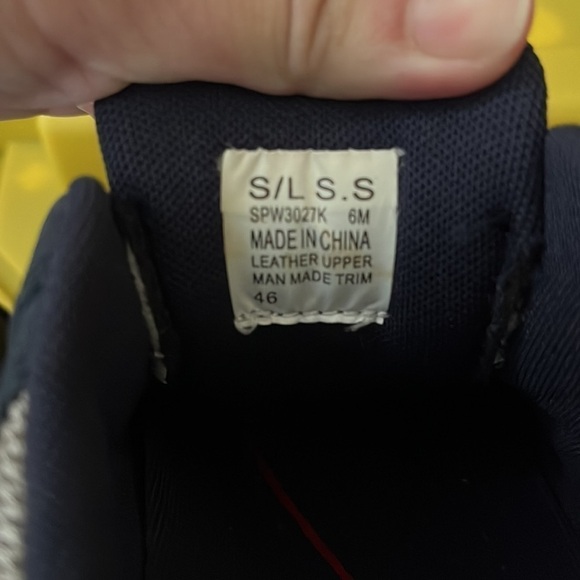 S/L S.S
SPW3027K 6M
MADE IN CHINA
LEATHER UPPER
MAN MADE TRIM
46